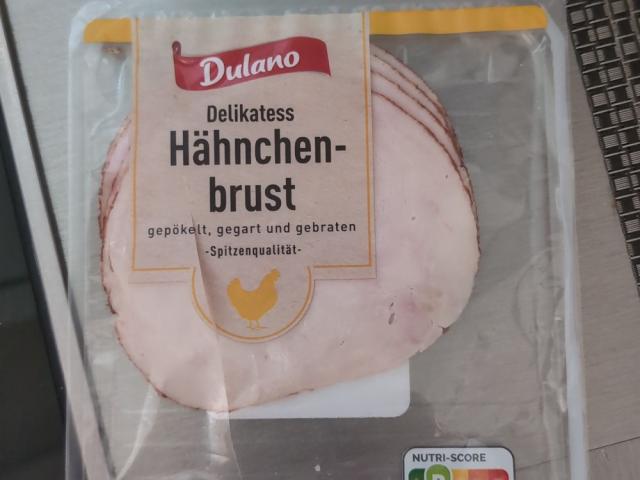 Dulano
Delikatess
Hähnchen-
brust
gepökelt, gegart und gebraten
-Spitzenqualität-
NUTRI-SCORE
B